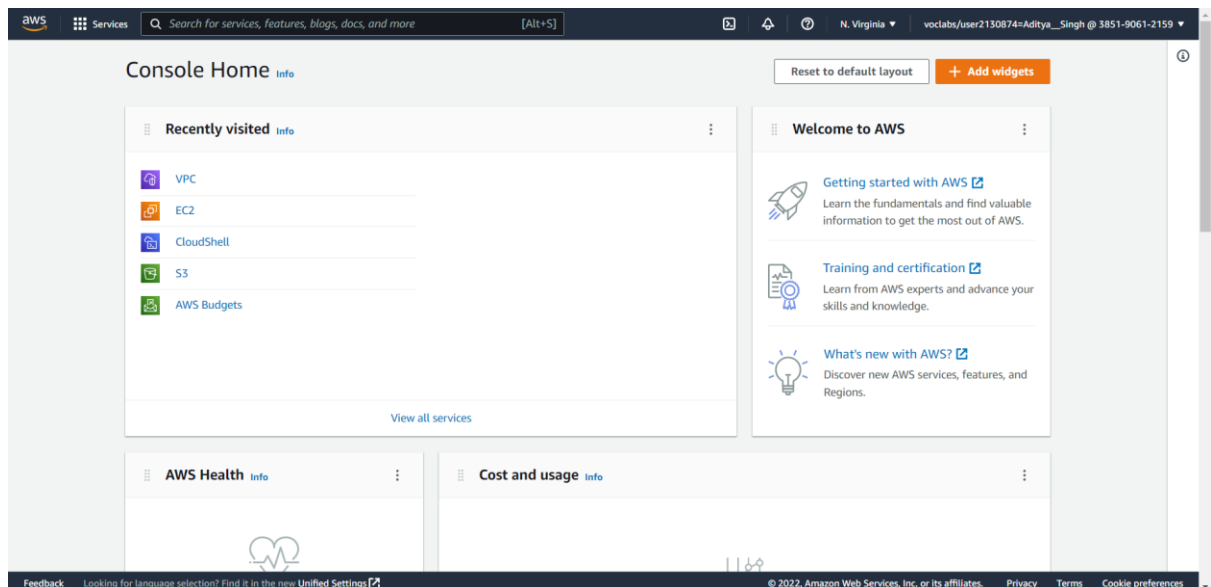 aws
Services
Search for services, features, blogs, docs, and more [Alt+S]
N. Virginia ▼
voclabs/user2130874=Aditya__Singh @ 3851-9061-2159 ▼
Console Home Info
Reset to default layout
+ Add widgets
Recently visited Info
VPC
EC2
CloudShell
S3
AWS Budgets
View all services
Welcome to AWS
Getting started with AWS
Learn the fundamentals and find valuable
information to get the most out of AWS.
Training and certification
Learn from AWS experts and advance your
skills and knowledge.
What's new with AWS?
Discover new AWS services, features, and
Regions.
AWS Health Info
Cost and usage Info
Feedback
Looking for language selection? Find it in the new Unified Settings
© 2022, Amazon Web Services, Inc. or its affiliates.
Privacy
Terms
Cookie preferences